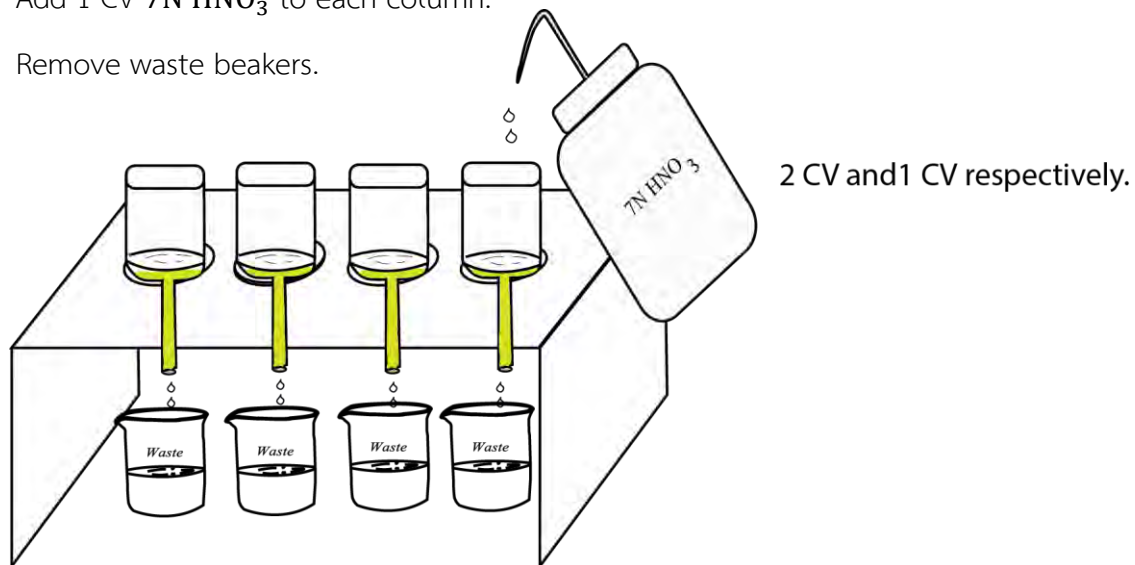 Add 1 CV 7N HNO₃ to each column.
Remove waste beakers.
7N HNO₃
2 CV and1 CV respectively.
Waste
Waste
Waste
Waste